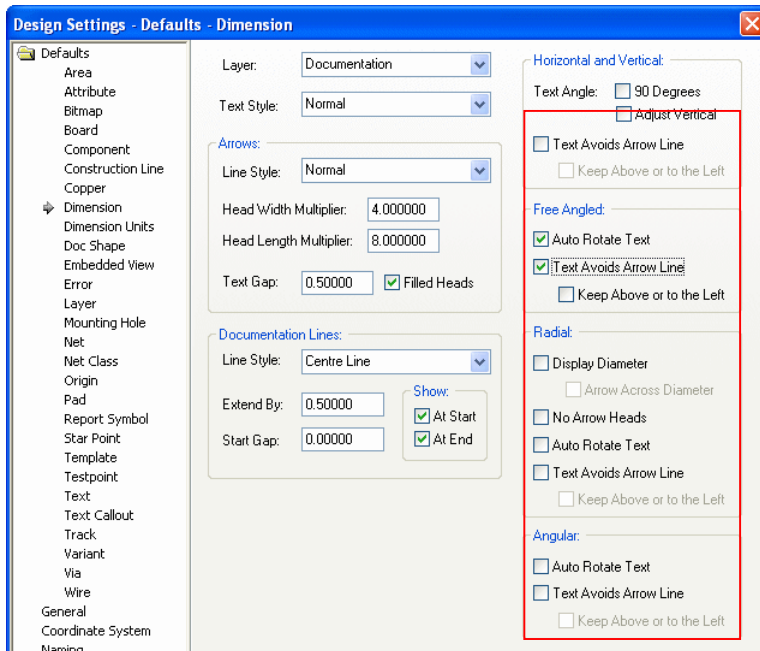 Design Settings - Defaults - Dimension
Defaults
Area
Attribute
Bitmap
Board
Component
Construction Line
Copper
Dimension
Dimension Units
Doc Shape
Embedded View
Error
Layer
Mounting Hole
Net
Net Class
Origin
Pad
Report Symbol
Star Point
Template
Testpoint
Text
Text Callout
Track
Variant
Via
Wire
General
Coordinate System
Naming
Layer: Documentation
Text Style: Normal
Arrows:
Line Style: Normal
Head Width Multiplier: 4.000000
Head Length Multiplier: 8.000000
Text Gap: 0.50000 Filled Heads
Documentation Lines:
Line Style: Centre Line
Extend By: 0.50000
Start Gap: 0.00000
Show:
At Start
At End
Horizontal and Vertical:
Text Angle: 90 Degrees
Adjust Vertical
Text Avoids Arrow Line
Keep Above or to the Left
Free Angled:
Auto Rotate Text
Text Avoids Arrow Line
Keep Above or to the Left
Radial:
Display Diameter
Arrow Across Diameter
No Arrow Heads
Auto Rotate Text
Text Avoids Arrow Line
Keep Above or to the Left
Angular:
Auto Rotate Text
Text Avoids Arrow Line
Keep Above or to the Left